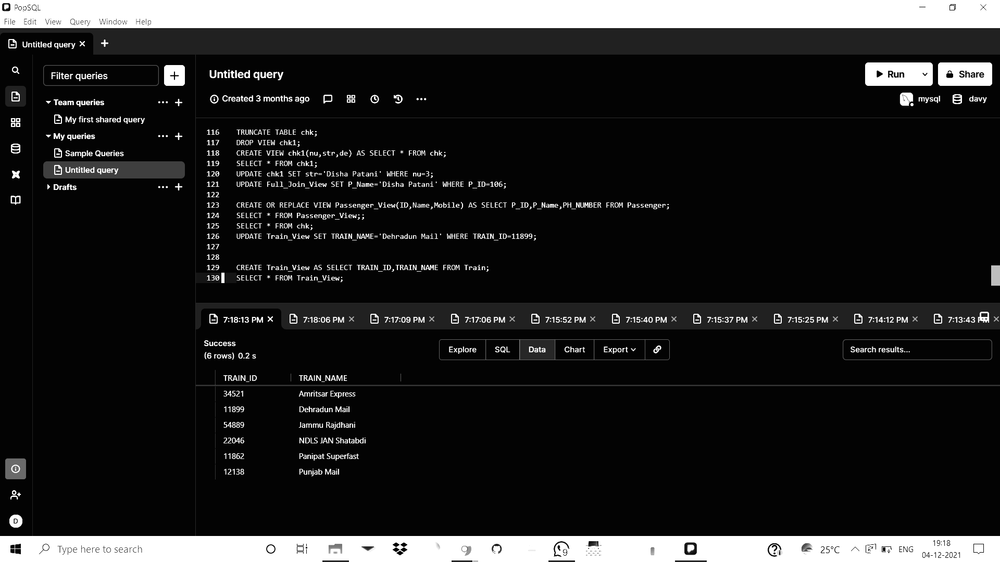 PopSQL
File Edit View Query Window Help
Untitled query
Filter queries
Team queries
My first shared query
My queries
Sample Queries
Untitled query
Drafts
D
Untitled query
Run
Share
Created 3 months ago
mysql
davy
116 TRUNCATE TABLE chk;
117 DROP VIEW chk1;
118 CREATE VIEW chk1(nu,str,de) AS SELECT * FROM chk;
119 SELECT * FROM chk1;
120 UPDATE chk1 SET str='Disha Patani' WHERE nu=3;
121 UPDATE Full_Join_View SET P_Name='Disha Patani' WHERE P_ID=106;
122
123 CREATE OR REPLACE VIEW Passenger_View(ID,Name,Mobile) AS SELECT P_ID,P_Name,PH_NUMBER FROM Passenger;
124 SELECT * FROM Passenger_View;;
125 SELECT * FROM chk;
126 UPDATE Train_View SET TRAIN_NAME='Dehradun Mail' WHERE TRAIN_ID=11899;
127
128
129 CREATE Train_View AS SELECT TRAIN_ID,TRAIN_NAME FROM Train;
130 SELECT * FROM Train_View;
7:18:13 PM 7:18:06 PM 7:17:09 PM 7:17:06 PM 7:15:52 PM 7:15:40 PM 7:15:37 PM 7:15:25 PM 7:14:12 PM 7:13:43 PM
Success
(6 rows) 0.2 s
Explore SQL Data Chart Export
Search results...
TRAIN_ID TRAIN_NAME
34521 Amritsar Express
11899 Dehradun Mail
54889 Jammu Rajdhani
22046 NDLS JAN Shatabdi
11862 Panipat Superfast
12138 Punjab Mail
Type here to search
9
25°C
ENG
19:18
04-12-2021